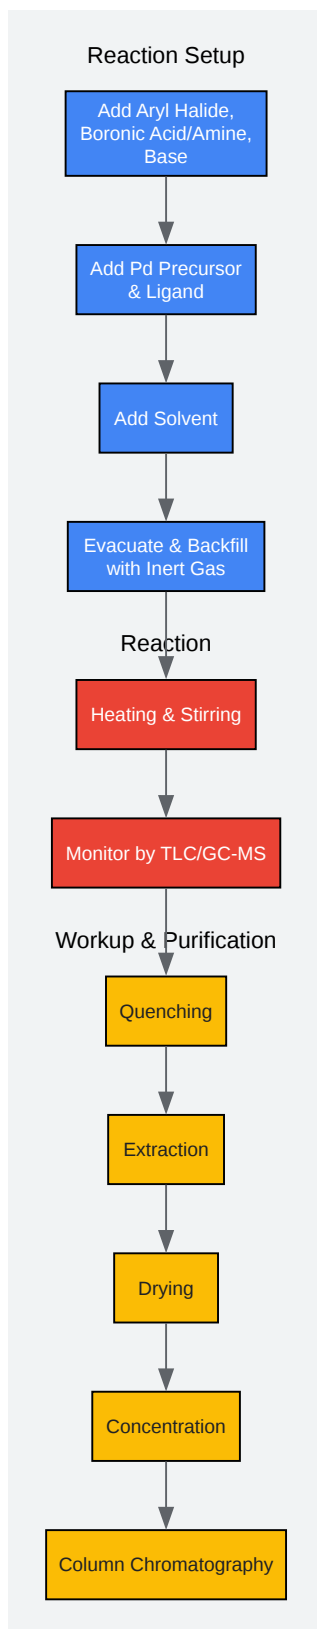 Reaction Setup
Add Aryl Halide,
Boronic Acid/Amine,
Base
Add Pd Precursor
& Ligand
Add Solvent
Evacuate & Backfill
with Inert Gas
Reaction
Heating & Stirring
Monitor by TLC/GC-MS
Workup & Purification
Quenching
Extraction
Drying
Concentration
Column Chromatography